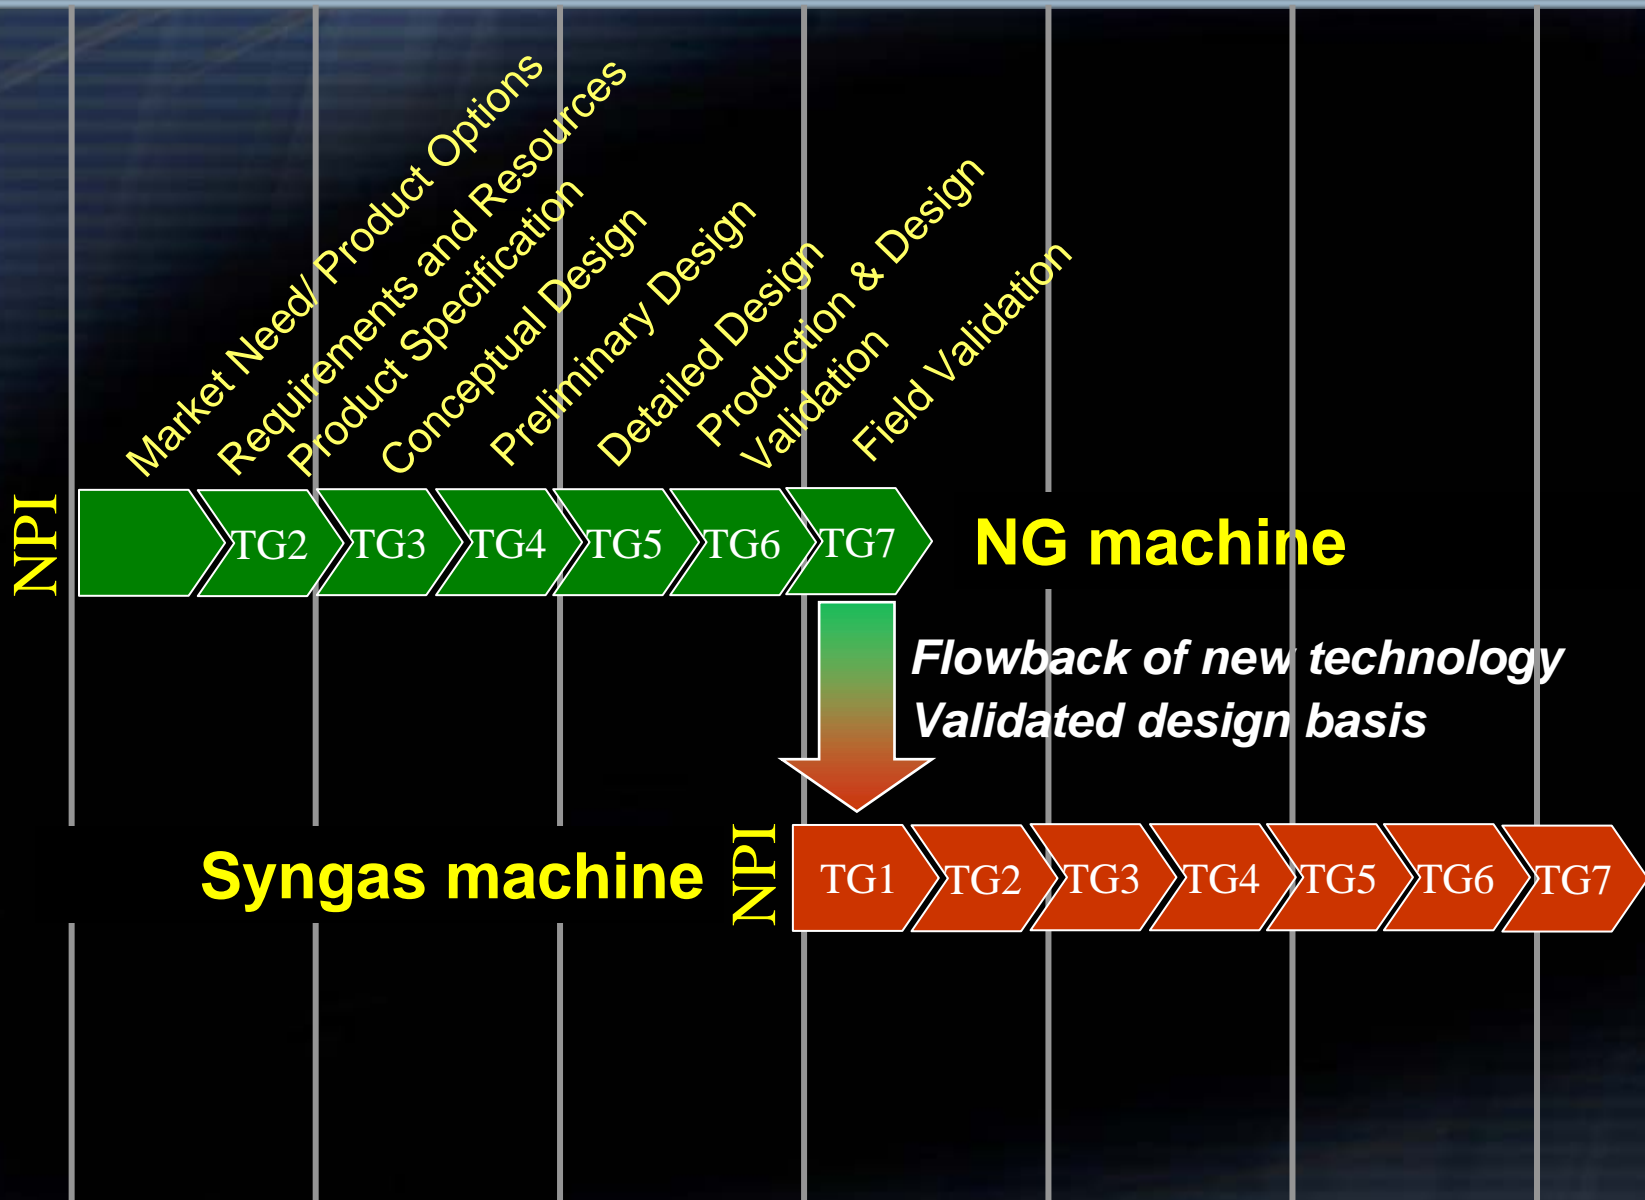 Market Need/ Product Options
Requirements and Resources
Product Specification
Conceptual Design
Preliminary Design
Detailed Design
Production & Design
Validation
Field Validation
NPI
TG2
TG3
TG4
TG5
TG6
TG7
NG machine
Flowback of new technology
Validated design basis
Syngas machine
NPI
TG1
TG2
TG3
TG4
TG5
TG6
TG7